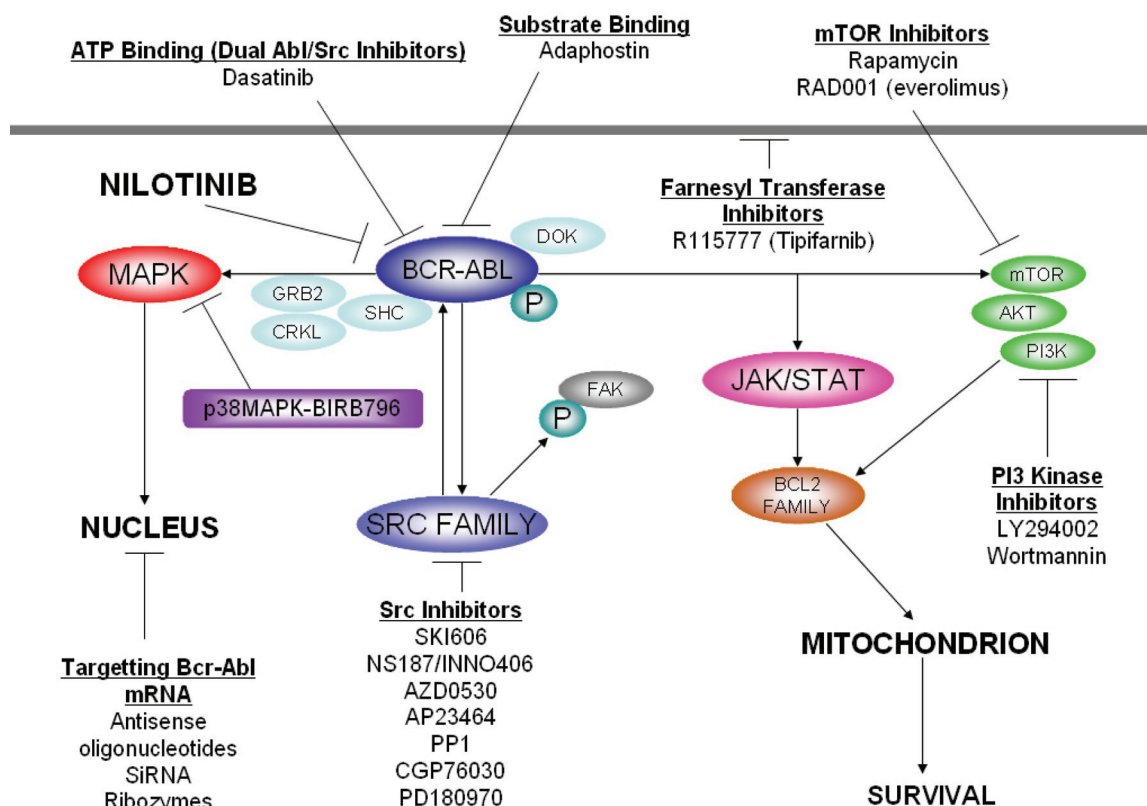 ATP Binding (Dual Abl/Src Inhibitors)
Dasatinib
Substrate Binding
Adaphostin
mTOR Inhibitors
Rapamycin
RAD001 (everolimus)
NILOTINIB
Farnesyl Transferase
Inhibitors
R115777 (Tipifarnib)
DOK
MAPK
BCR-ABL
P
mTOR
GRB2
SHC
CRKL
AKT
PI3K
p38MAPK-BIRB796
JAK/STAT
FAK
P
BCL2
FAMILY
PI3 Kinase
Inhibitors
LY294002
Wortmannin
NUCLEUS
SRC FAMILY
Src Inhibitors
SKI606
NS187/INNO406
AZD0530
AP23464
PP1
CGP76030
PD180970
MITOCHONDRION
SURVIVAL
Targetting Bcr-Abl
mRNA
Antisense
oligonucleotides
SiRNA
Ribozymes